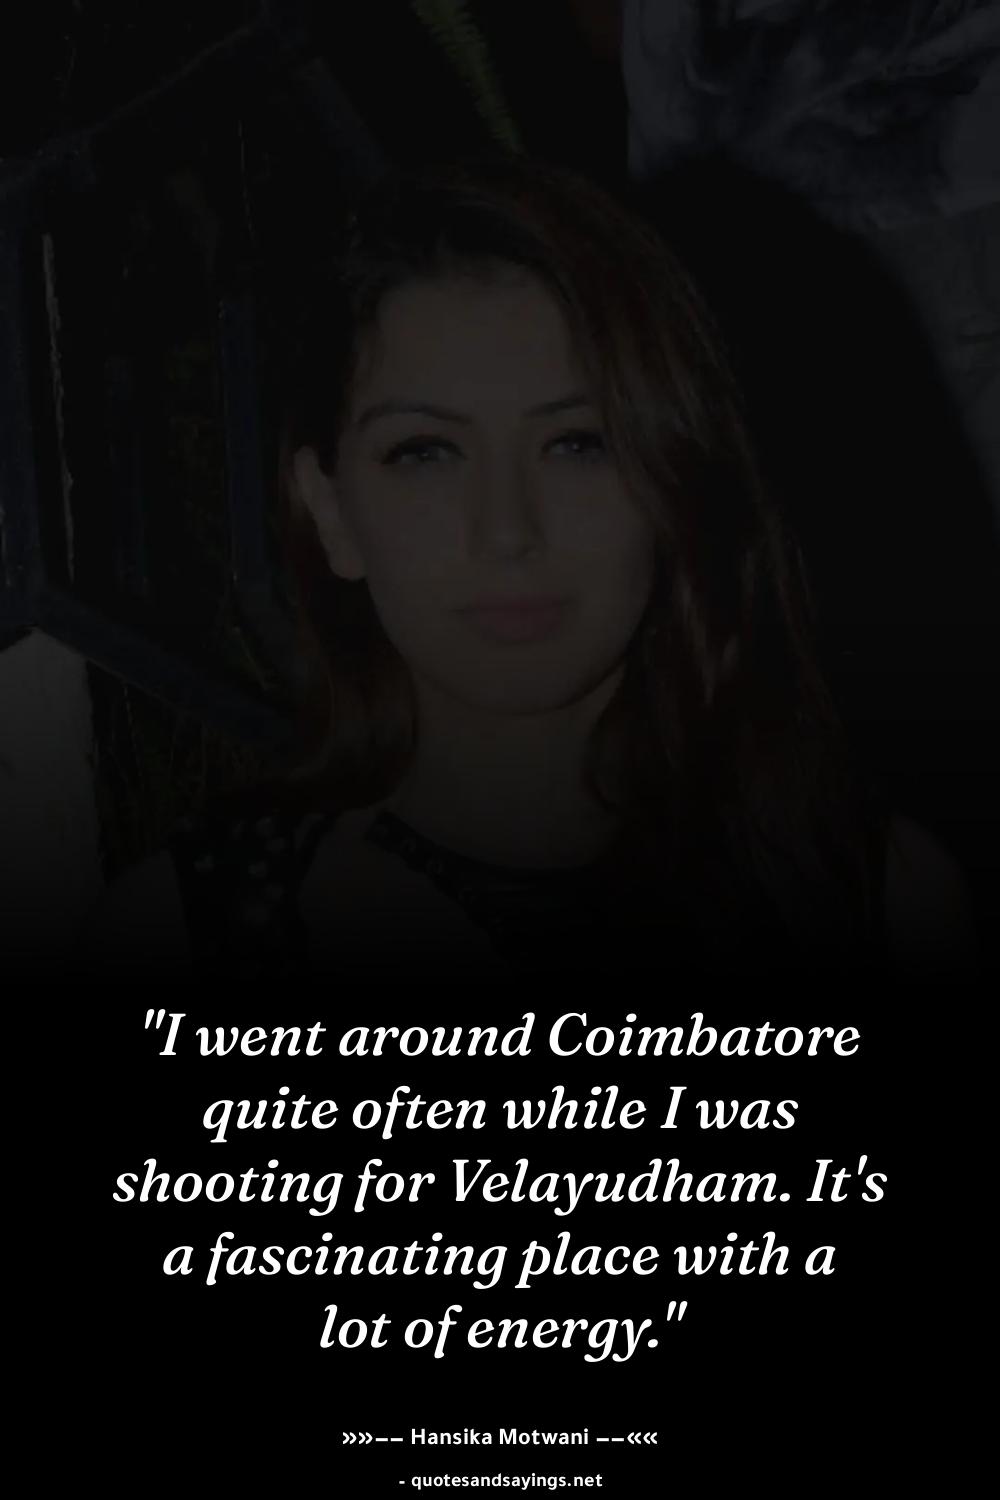 "I went around Coimbatore
quite often while I was
shooting for Velayudham. It's
a fascinating place with a
lot of energy."
»»−− Hansika Motwani −−««
- quotesandsayings.net